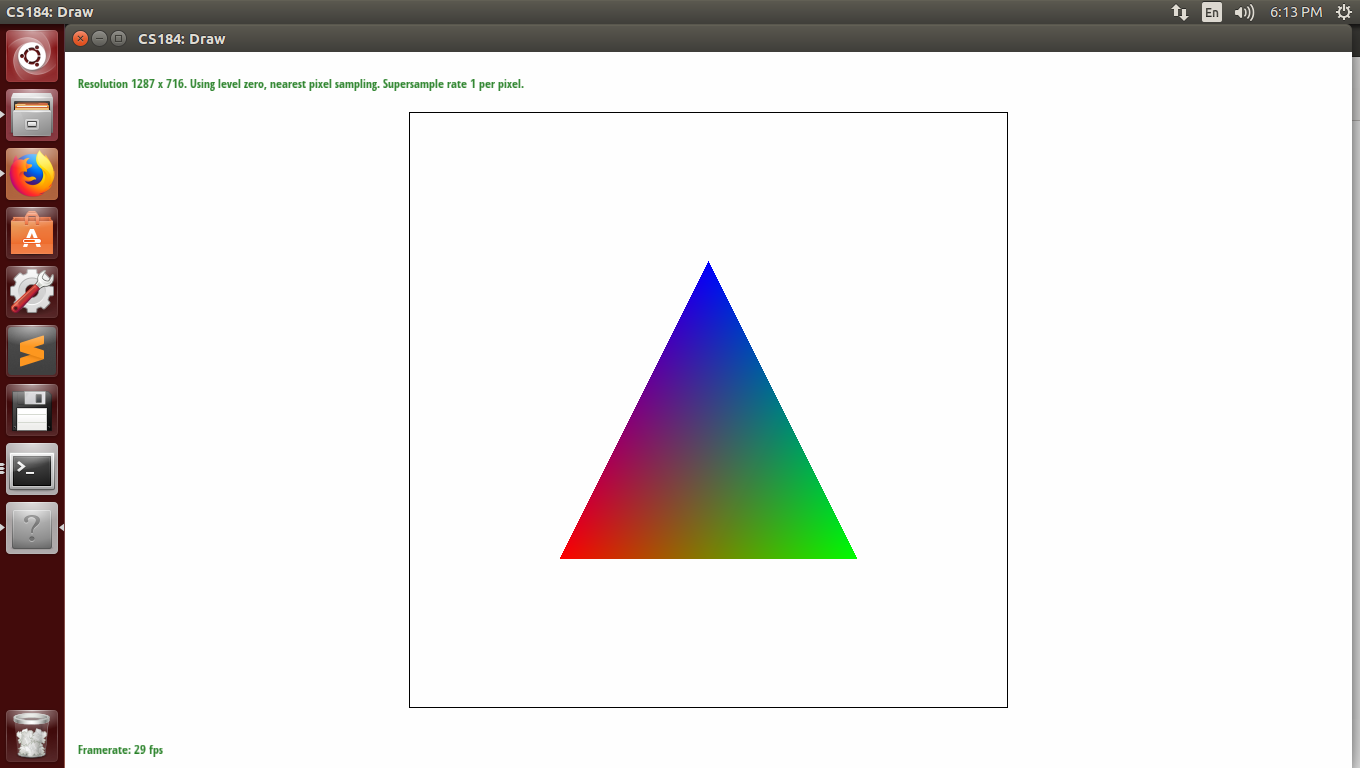 CS184: Draw
En
6:13 PM
CS184: Draw
Resolution 1287 x 716. Using level zero, nearest pixel sampling. Supersample rate 1 per pixel.
Framerate: 29 fps